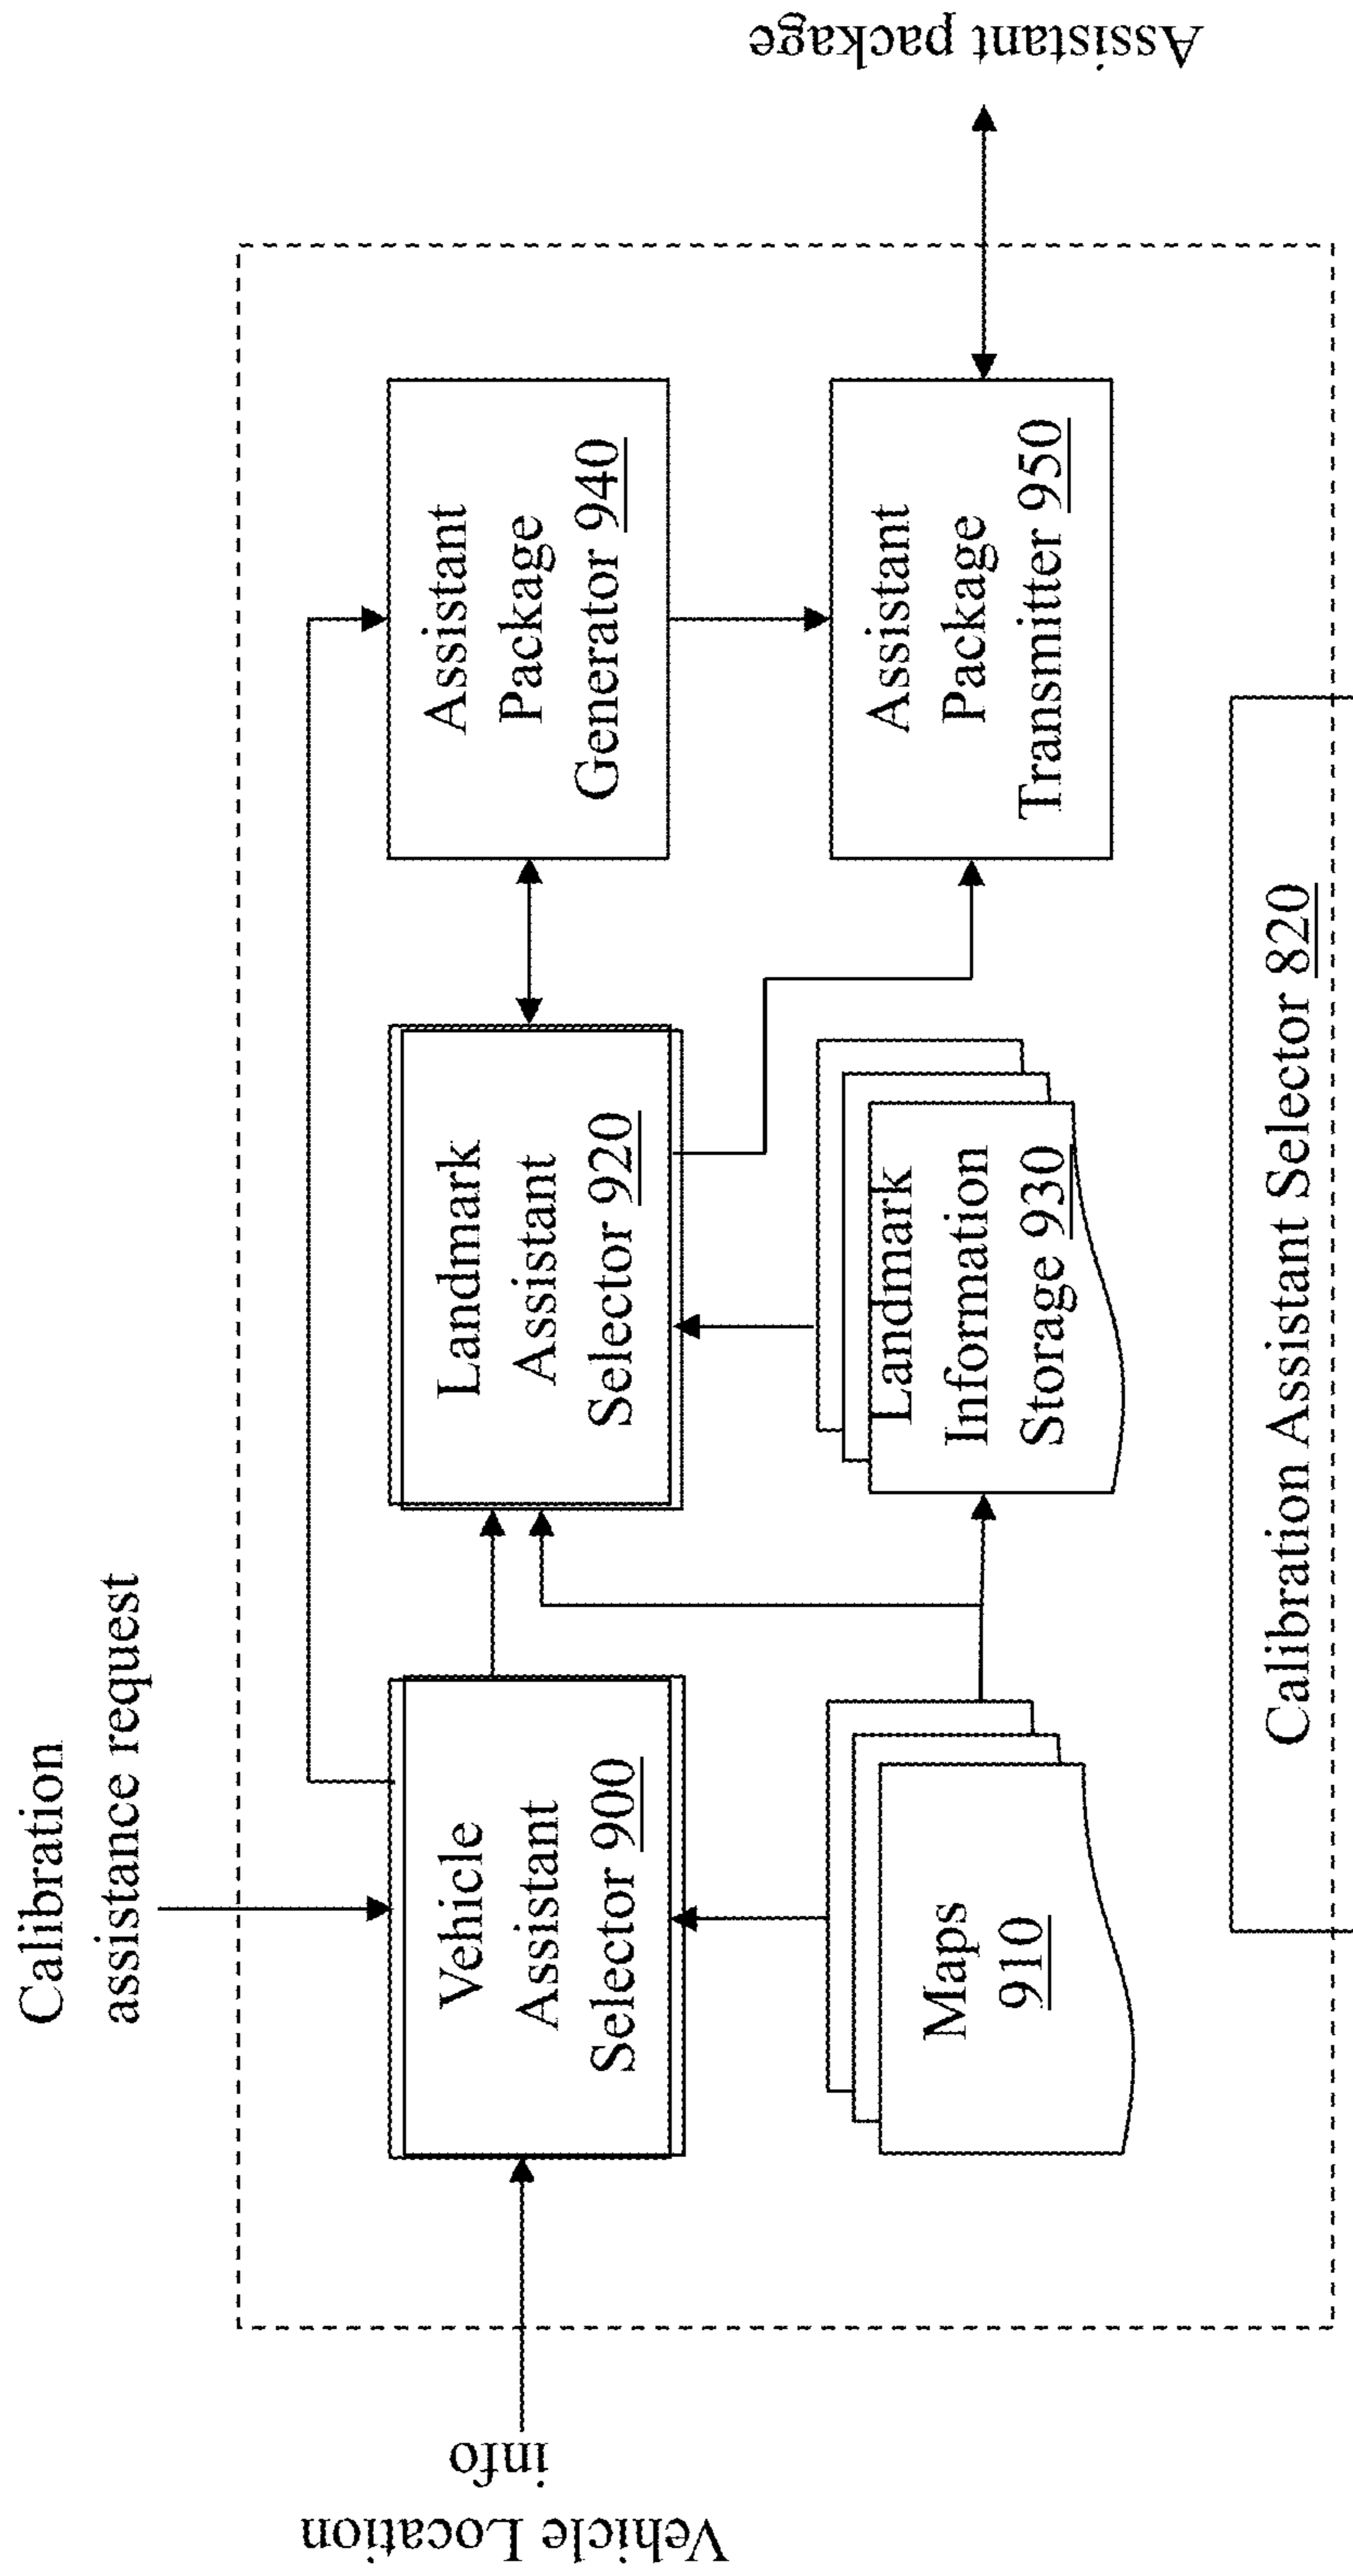 Calibration
assistance request
Vehicle Location
info
Vehicle
Assistant
Selector 900
Landmark
Assistant
Selector 920
Assistant
Package
Generator 940
Maps
910
Landmark
Information
Storage 930
Assistant
Package
Transmitter 950
Assistant package
Calibration Assistant Selector 820